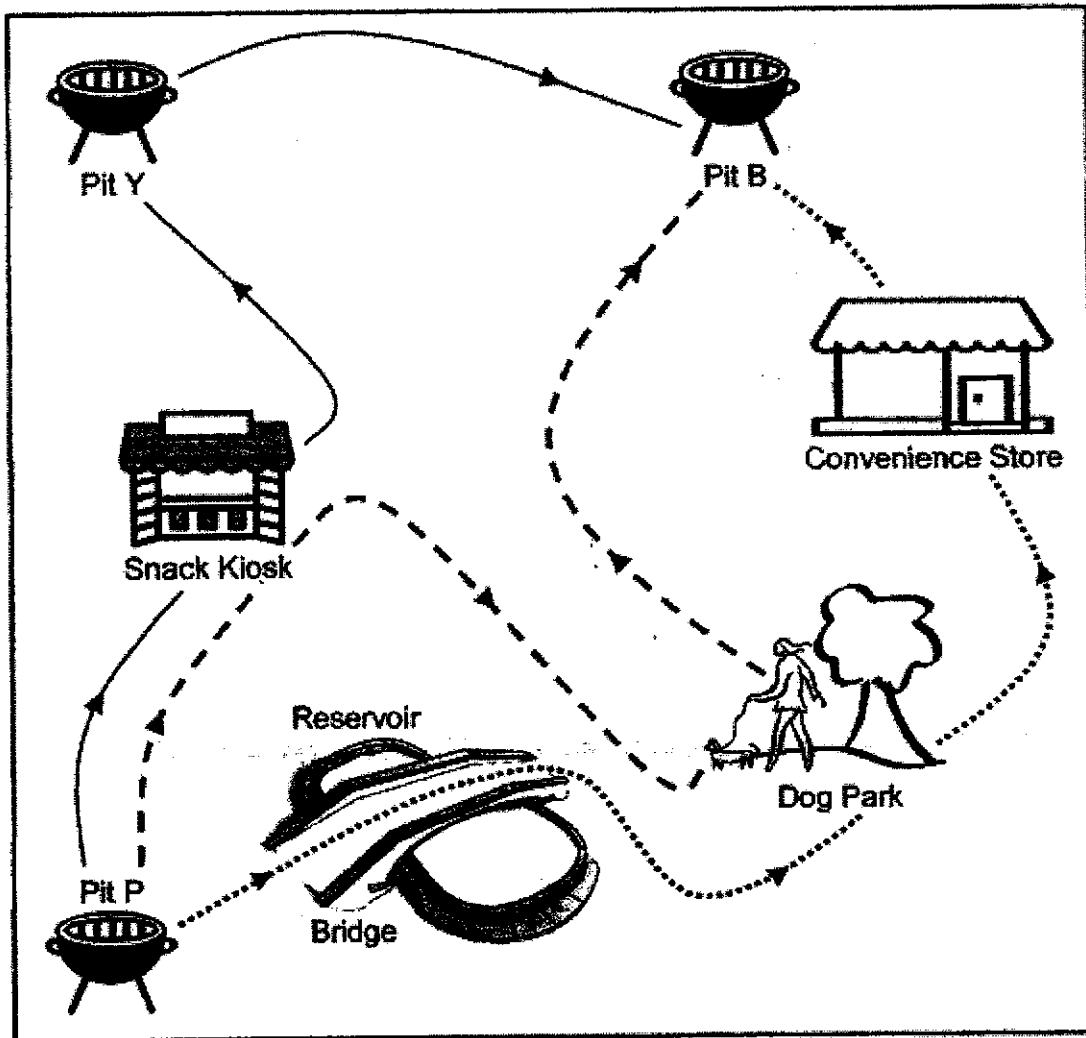 Pit Y
Pit B
Convenience Store
Snack Kiosk
Reservoir
Dog Park
Pit P
Bridge